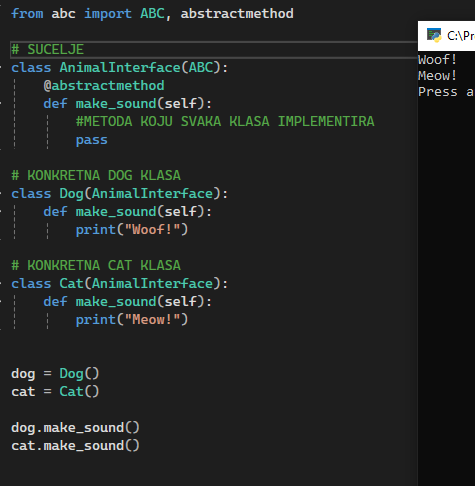 from abc import ABC, abstractmethod
# SUCELJE
class AnimalInterface(ABC):
@abstractmethod
def make_sound(self):
#METODA KOJU SVAKA KLASA IMPLEMENTIRA
pass
# KONKRETNA DOG KLASA
class Dog(AnimalInterface):
def make_sound(self):
print("Woof!")
# KONKRETNA CAT KLASA
class Cat(AnimalInterface):
def make_sound(self):
print("Meow!")
dog = Dog()
cat = Cat()
dog.make_sound()
cat.make_sound()
C:\Pr
Woof!
Meow!
Press a